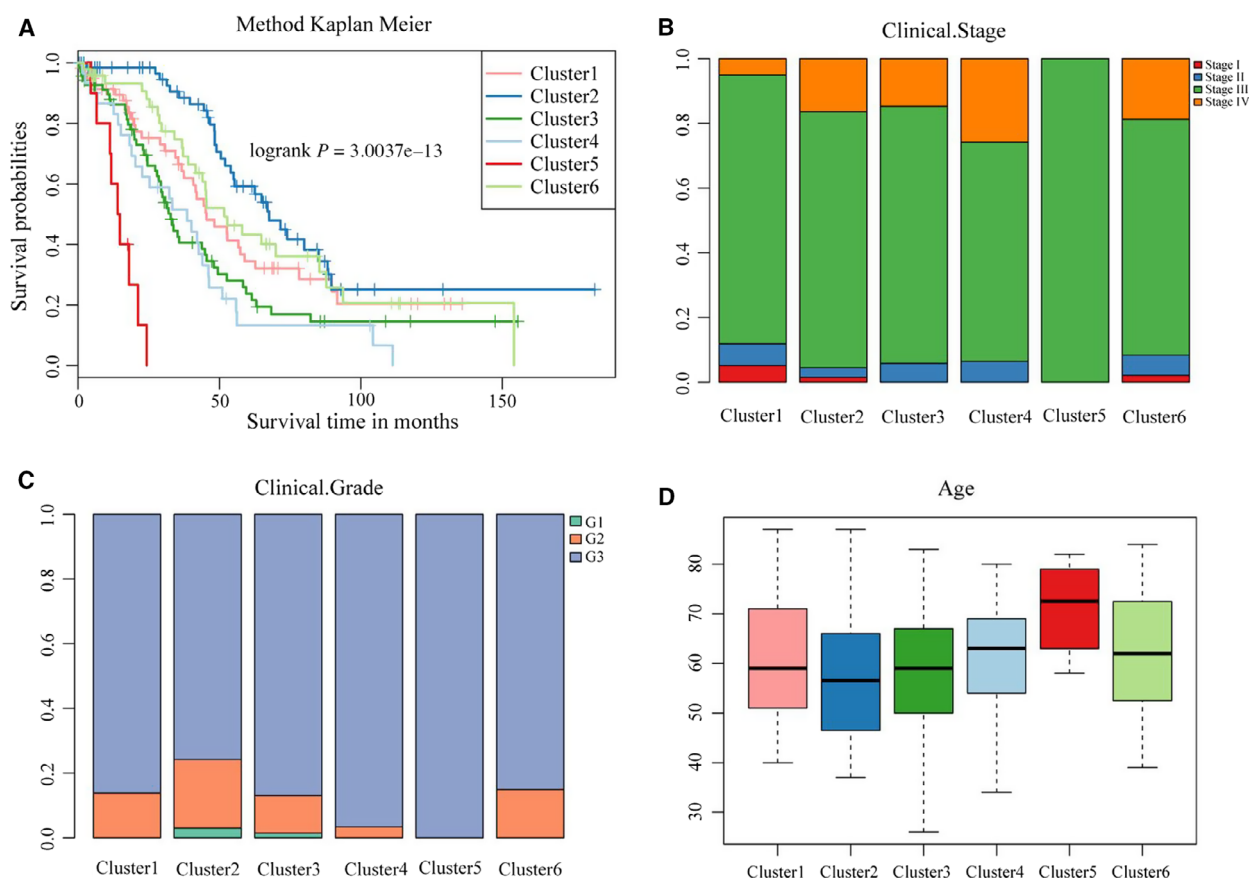 A
Method Kaplan Meier
Survival probabilities
1.0
0.8
0.6
0.4
0.2
0.0
logrank P = 3.0037e–13
Cluster1
Cluster2
Cluster3
Cluster4
Cluster5
Cluster6
0 50 100 150
Survival time in months
B
Clinical.Stage
1.0
0.8
0.6
0.4
0.2
0.0
Stage I
Stage II
Stage III
Stage IV
Cluster1 Cluster2 Cluster3 Cluster4 Cluster5 Cluster6
C
Clinical.Grade
1.0
0.8
0.6
0.4
0.2
0.0
G1
G2
G3
Cluster1 Cluster2 Cluster3 Cluster4 Cluster5 Cluster6
D
Age
80
70
60
50
40
30
Cluster1 Cluster2 Cluster3 Cluster4 Cluster5 Cluster6